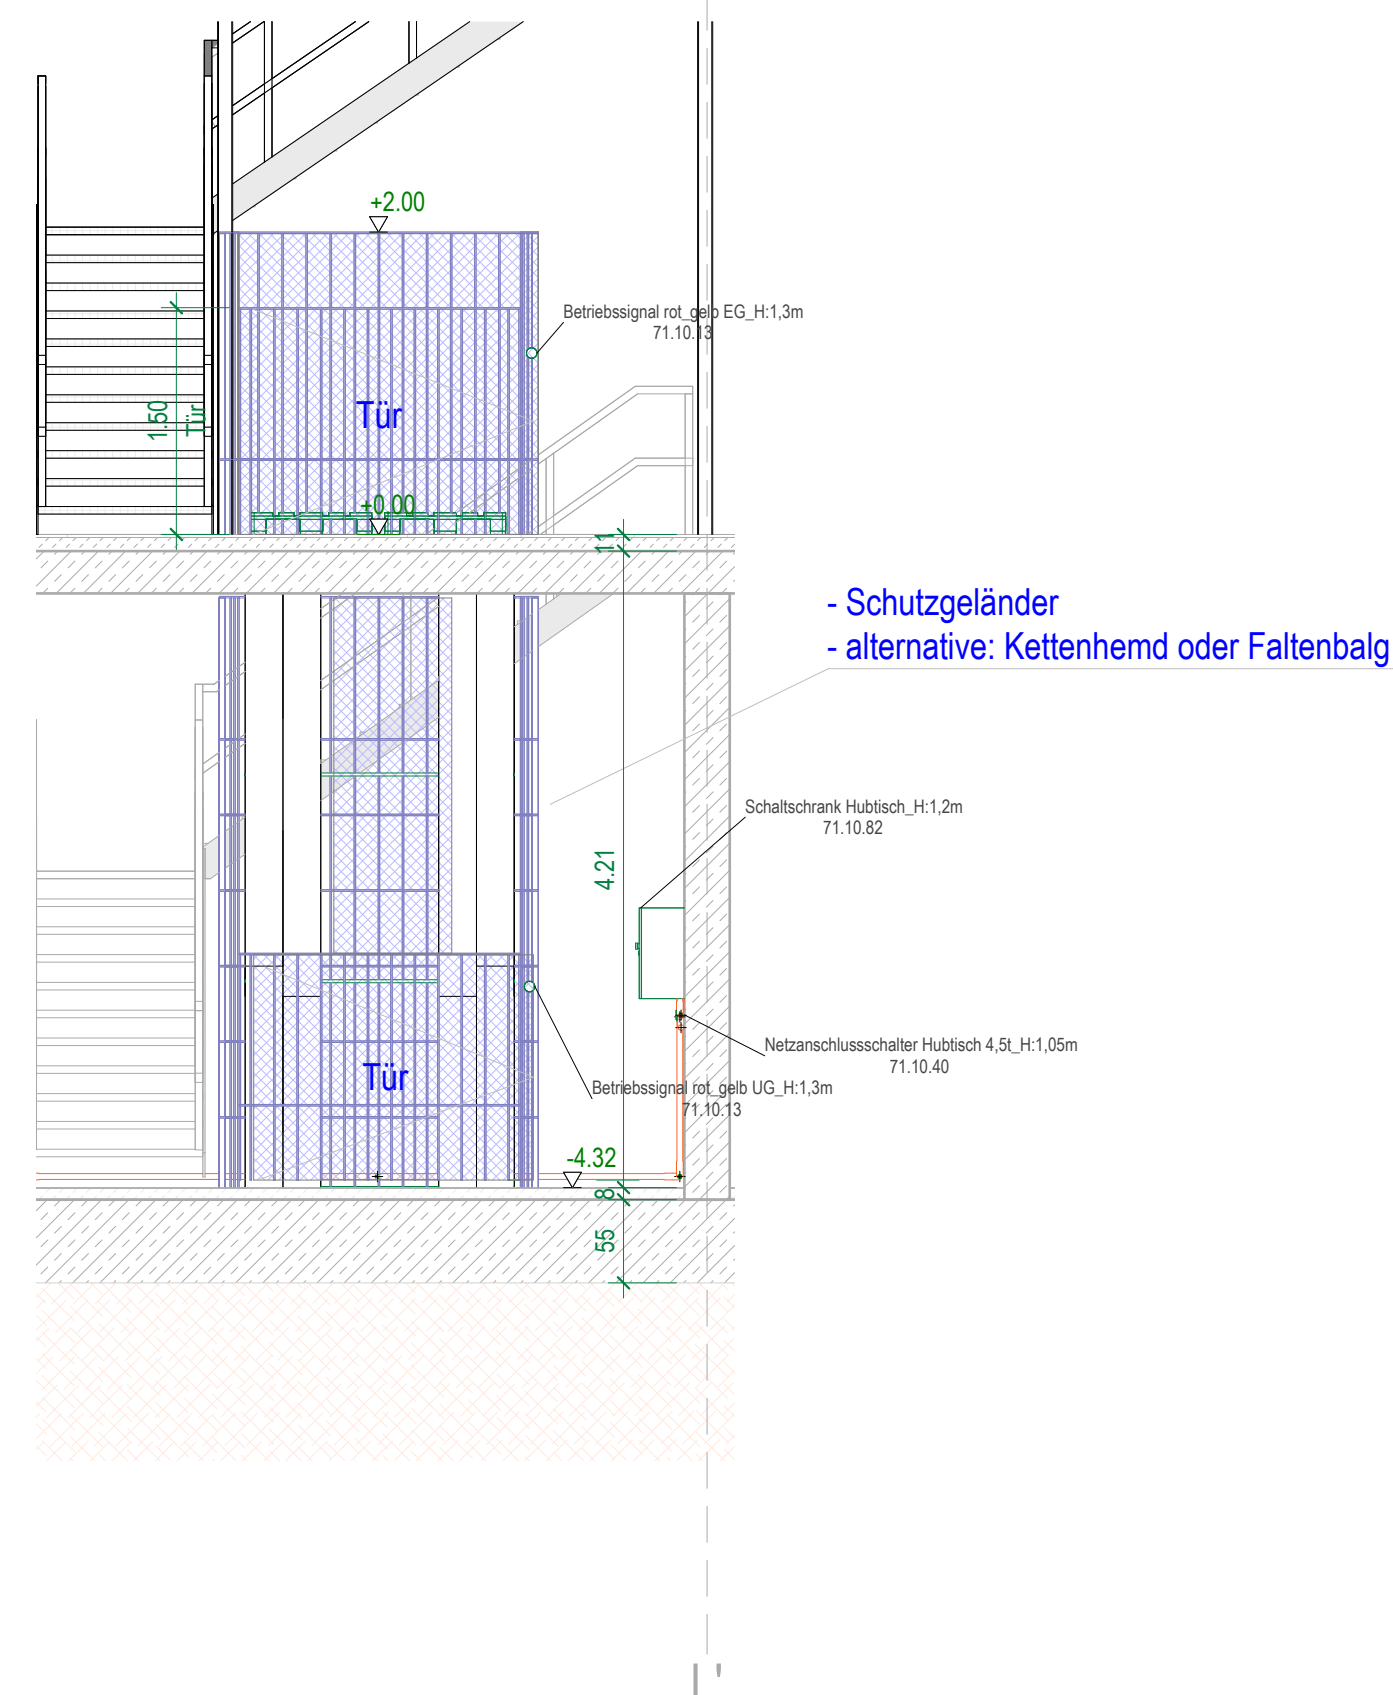 +2.00
Betriebssignal rot_gelb EG_H:1,3m
71.10.13
1.50
Tür
Tür
+0.00
11
- Schutzgeländer
- alternative: Kettenhemd oder Faltenbalg
Schaltschrank Hubtisch_H:1,2m
71.10.82
4.21
Netzanschlussschalter Hubtisch 4,5t_H:1,05m
71.10.40
Tür
Betriebssignal rot_gelb UG_H:1,3m
71.10.13
-4.32
8
55
I'